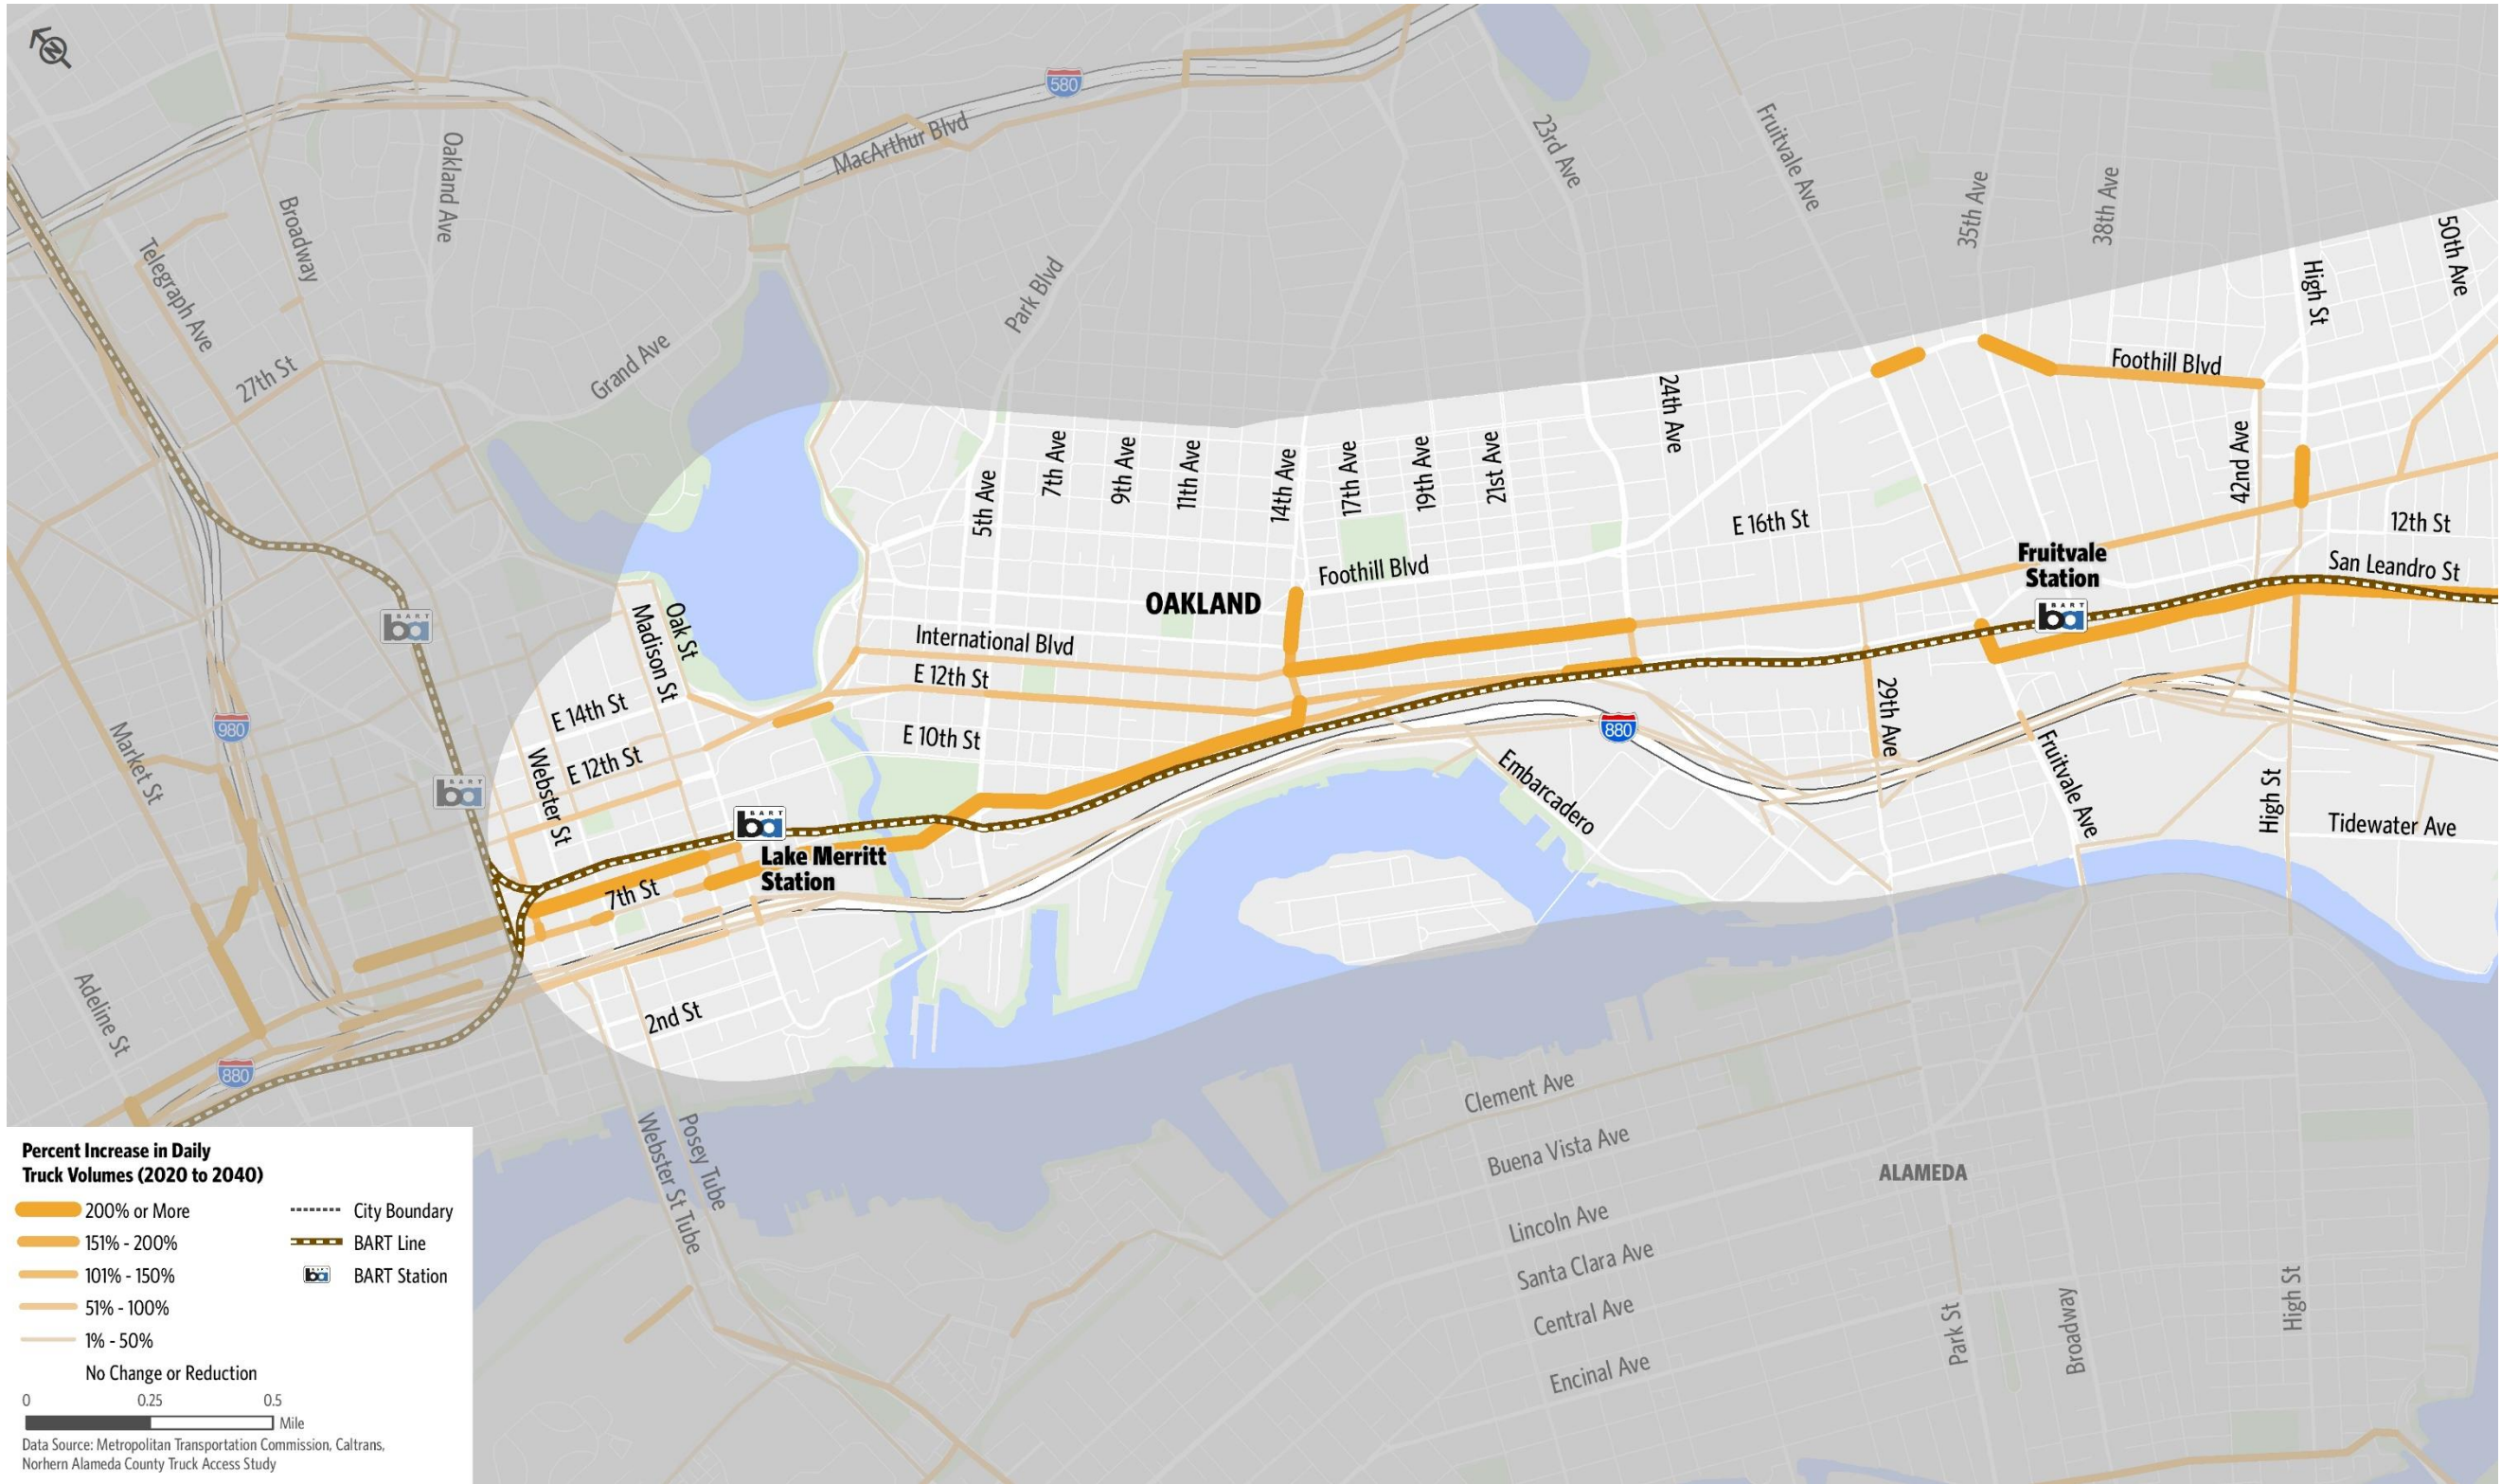 N
580
MacArthur Blvd
Oakland Ave
Broadway
Telegraph Ave
27th St
Grand Ave
Park Blvd
23rd Ave
Fruitvale Ave
35th Ave
38th Ave
High St
50th Ave
Foothill Blvd
24th Ave
42nd Ave
5th Ave
7th Ave
9th Ave
11th Ave
14th Ave
17th Ave
19th Ave
21st Ave
E 16th St
12th St
Fruitvale
Station
San Leandro St
BART
ba
Foothill Blvd
OAKLAND
International Blvd
E 12th St
E 10th St
Oak St
Madison St
BART
ba
E 14th St
E 12th St
Webster St
980
Market St
BART
ba
BART
ba
Lake Merritt
Station
7th St
880
29th Ave
Embarcadero
Fruitvale Ave
High St
Tidewater Ave
2nd St
Adeline St
880
Clement Ave
Buena Vista Ave
ALAMEDA
Posey Tube
Webster St Tube
Lincoln Ave
Santa Clara Ave
Central Ave
Encinal Ave
Park St
Broadway
High St
Percent Increase in Daily
Truck Volumes (2020 to 2040)
200% or More
151% - 200%
101% - 150%
51% - 100%
1% - 50%
No Change or Reduction
City Boundary
BART Line
ba
BART Station
0 0.25 0.5
Mile
Data Source: Metropolitan Transportation Commission, Caltrans,
Norhern Alameda County Truck Access Study